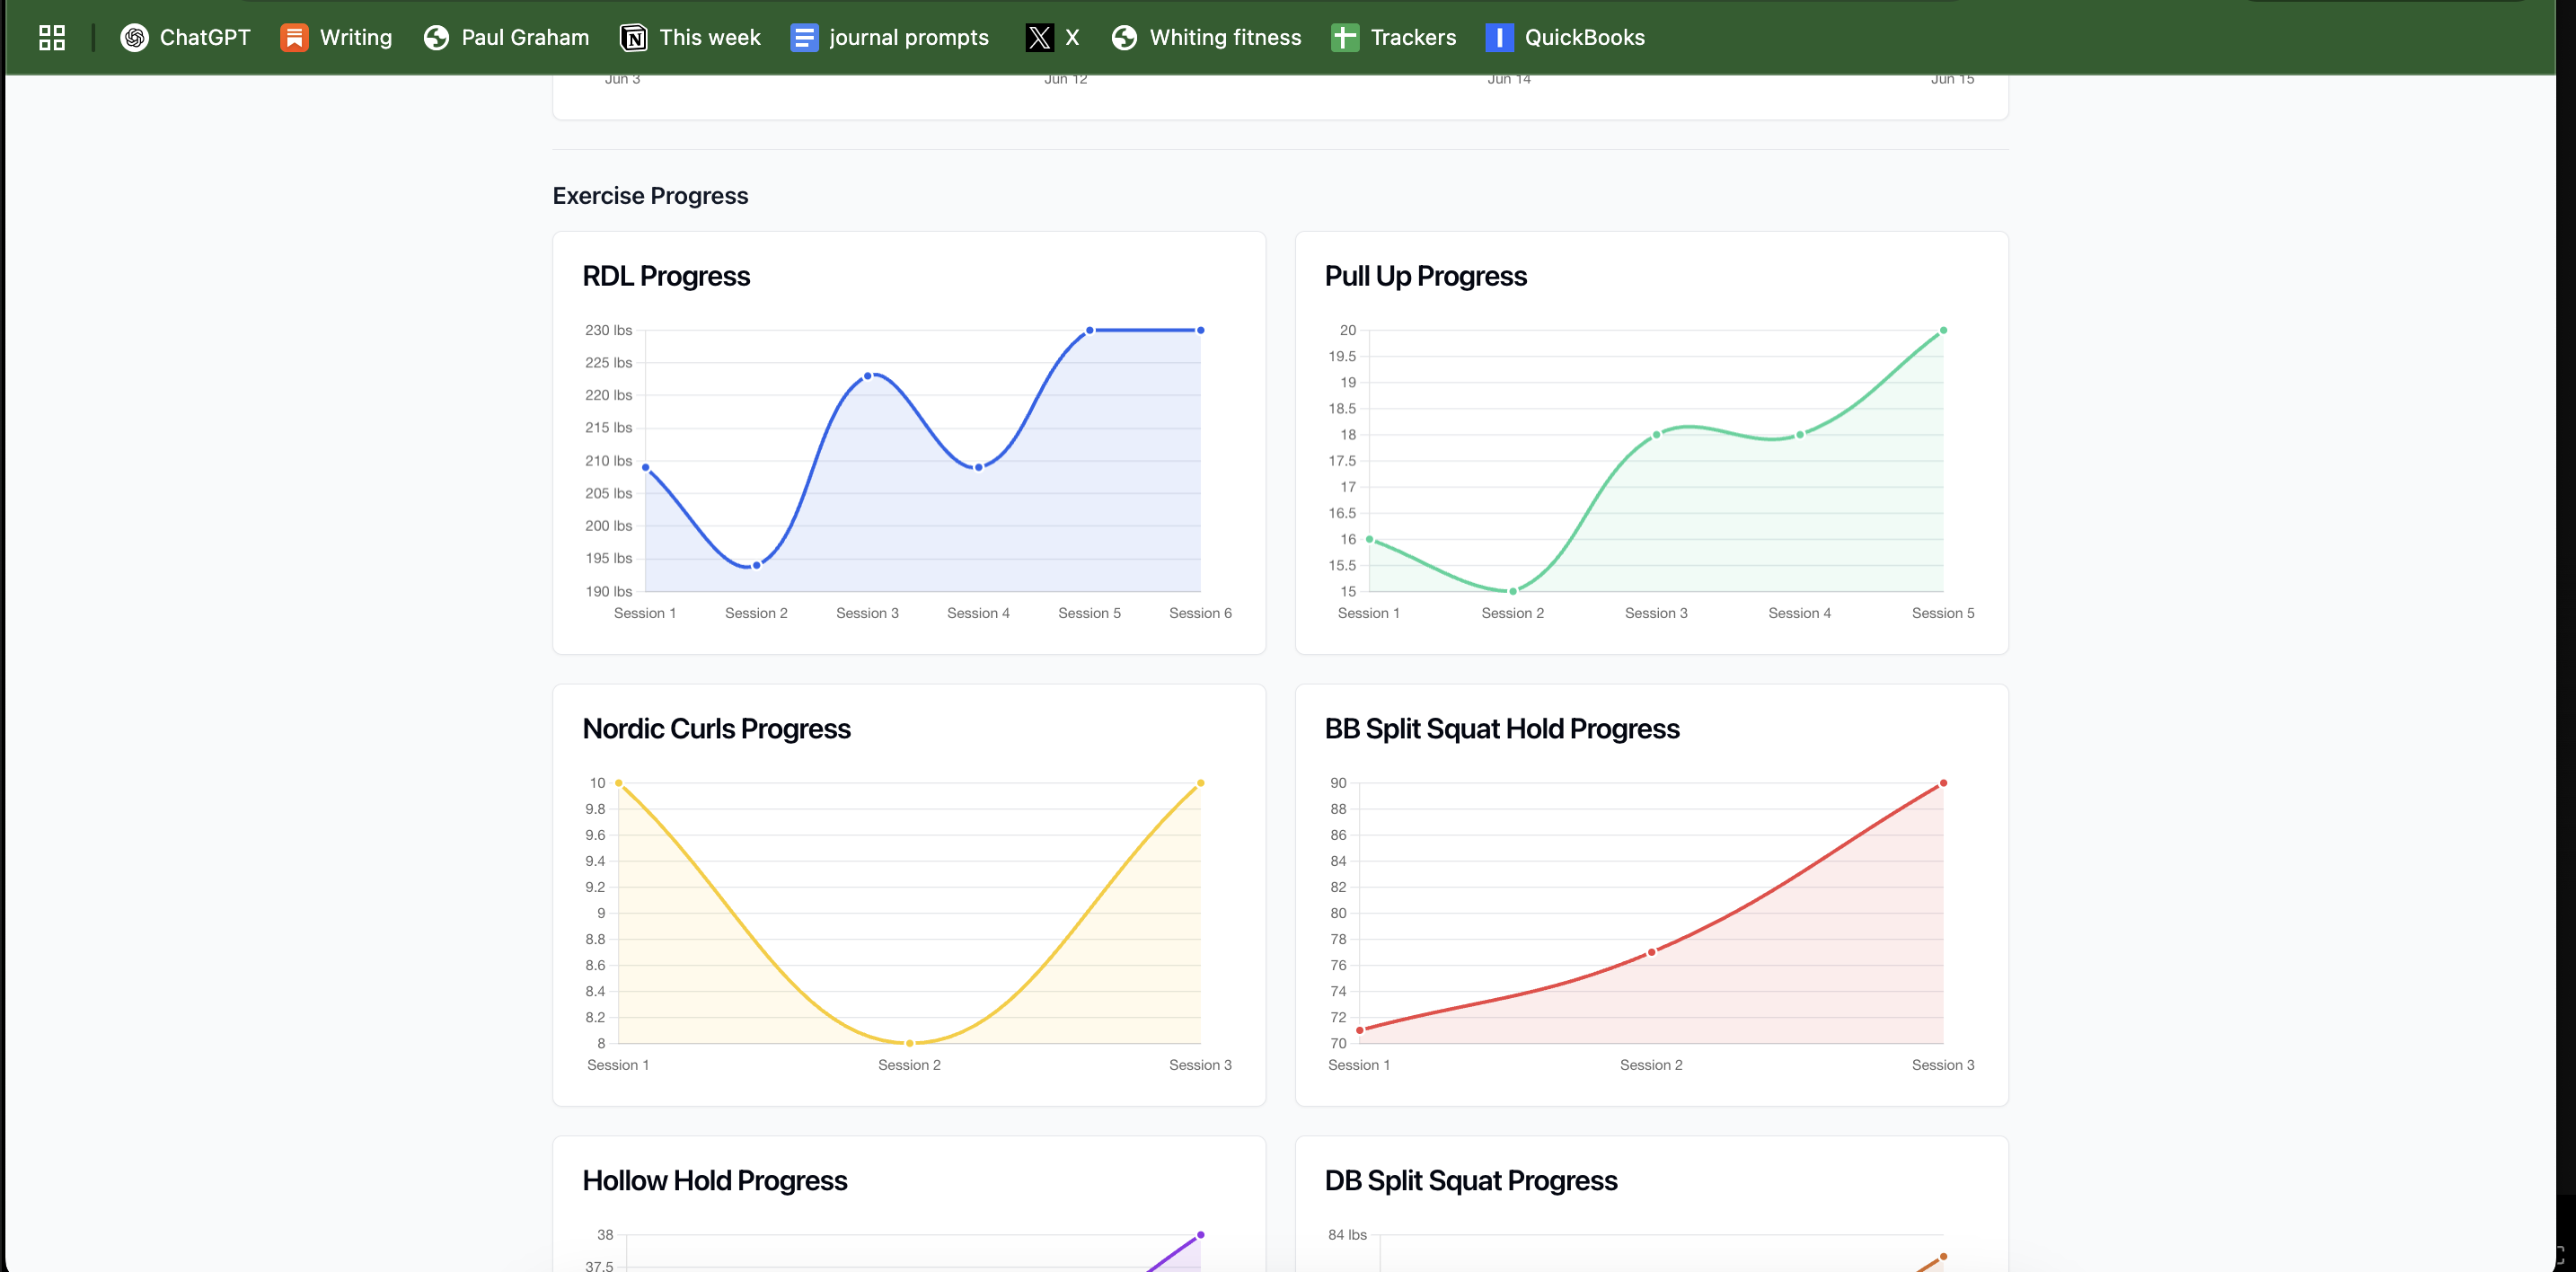 ChatGPT Writing Paul Graham This week journal prompts X Whiting fitness Trackers QuickBooks
Jun 3 Jun 12 Jun 14 Jun 15
Exercise Progress
RDL Progress
230 lbs
225 lbs
220 lbs
215 lbs
210 lbs
205 lbs
200 lbs
195 lbs
190 lbs
Session 1 Session 2 Session 3 Session 4 Session 5 Session 6
Pull Up Progress
20
19.5
19
18.5
18
17.5
17
16.5
16
15.5
15
Session 1 Session 2 Session 3 Session 4 Session 5
Nordic Curls Progress
10
9.8
9.6
9.4
9.2
9
8.8
8.6
8.4
8.2
8
Session 1 Session 2 Session 3
BB Split Squat Hold Progress
90
88
86
84
82
80
78
76
74
72
70
Session 1 Session 2 Session 3
Hollow Hold Progress
38
37.5
DB Split Squat Progress
84 lbs